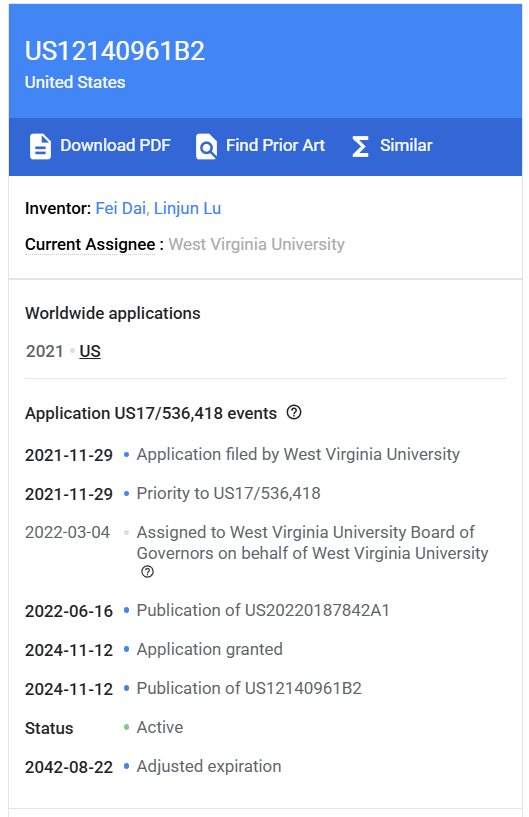 US12140961B2
United States
Download PDF Find Prior Art Similar
Inventor: Fei Dai, Linjun Lu
Current Assignee : West Virginia University
Worldwide applications
2021 • US
Application US17/536,418 events
2021-11-29 • Application filed by West Virginia University
2021-11-29 • Priority to US17/536,418
2022-03-04 • Assigned to West Virginia University Board of
Governors on behalf of West Virginia University
2022-06-16 • Publication of US20220187842A1
2024-11-12 • Application granted
2024-11-12 • Publication of US12140961B2
Status • Active
2042-08-22 • Adjusted expiration